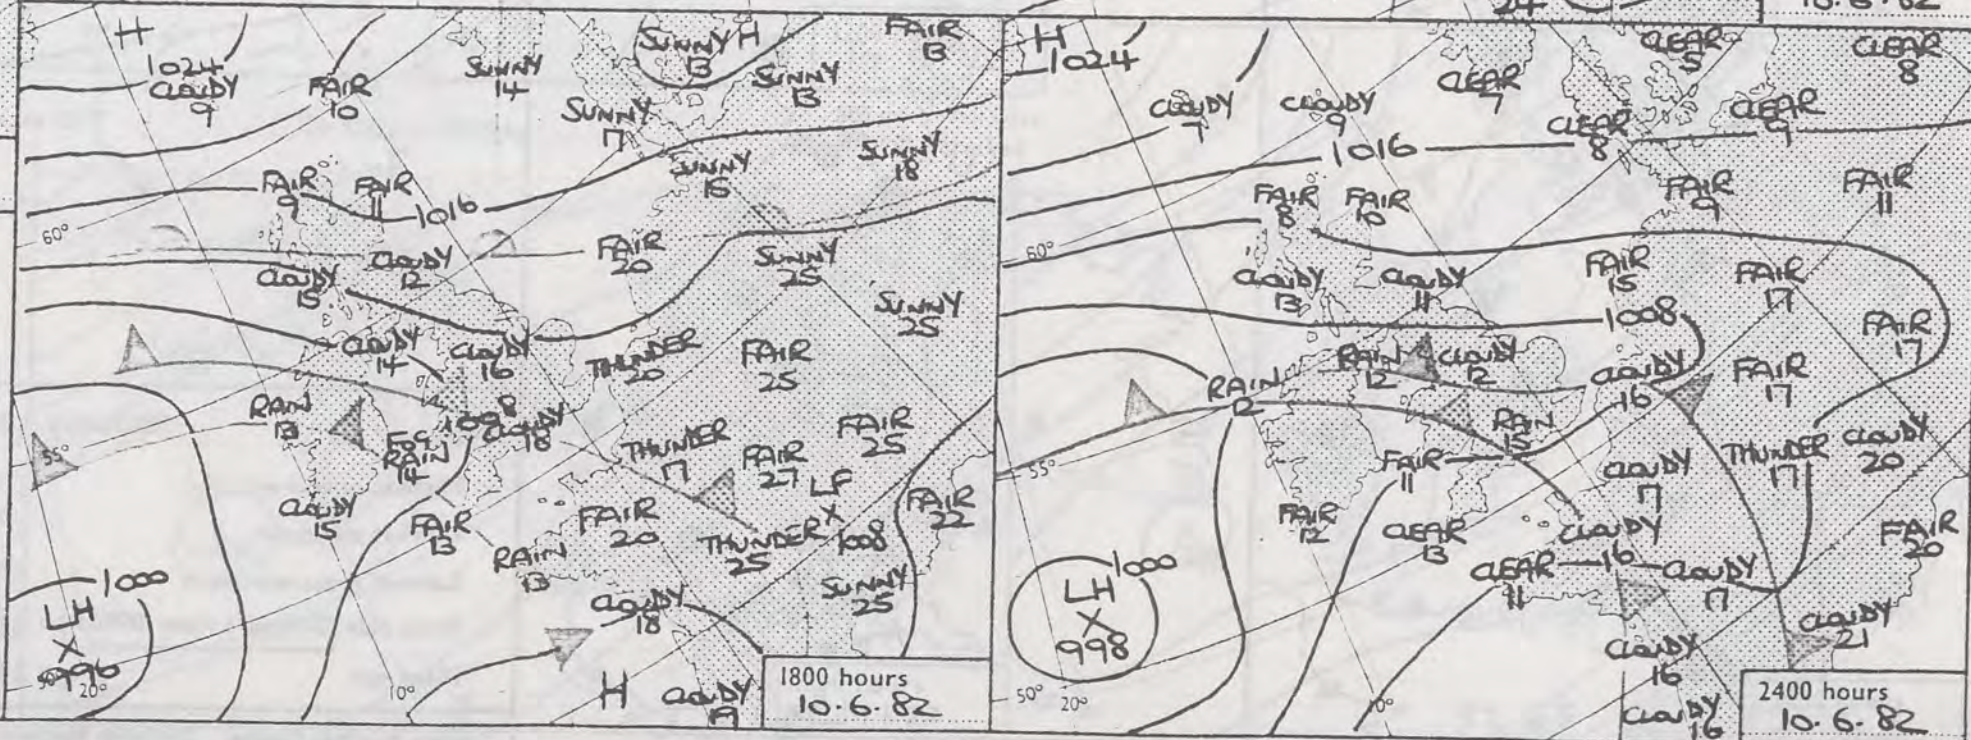 24
10.6.82
H
1024
CLOUDY
9
FAIR
10
SUNNY
14
SUNNY H
13
FAIR
13
SUNNY
13
SUNNY
17
SUNNY
15
SUNNY
18
FAIR
9
FAIR
11
1016
60°
CLOUDY
15
CLOUDY
12
FAIR
20
SUNNY
25
SUNNY
25
CLOUDY
14
CLOUDY
16
THUNDER
20
FAIR
25
RAIN
13
1008
CLOUDY
18
FOG
RAIN
14
THUNDER
17
FAIR
27
FAIR
25
55°
LF
X
1008
CLOUDY
15
FAIR
13
FAIR
20
THUNDER
25
FAIR
22
RAIN
13
SUNNY
25
1000
LH
X
996
CLOUDY
18
50°
20°
10°
H
CLOUDY
1800 hours
10.6.82
H
1024
CLEAR
7
CLEAR
5
CLEAR
8
CLOUDY
7
CLOUDY
9
CLEAR
8
CLEAR
9
1016
FAIR
8
FAIR
10
FAIR
9
FAIR
11
60°
CLOUDY
13
CLOUDY
11
FAIR
15
FAIR
17
1008
FAIR
17
RAIN
12
CLOUDY
12
RAIN
12
CLOUDY
16
FAIR
17
RAIN
15
55°
FAIR
11
CLOUDY
17
THUNDER
17
CLOUDY
20
FAIR
12
CLEAR
13
CLOUDY
16
FAIR
20
1000
LH
X
998
CLEAR
11
CLOUDY
17
CLOUDY
21
CLOUDY
16
50°
20°
10°
CLOUDY
16
2400 hours
10.6.82